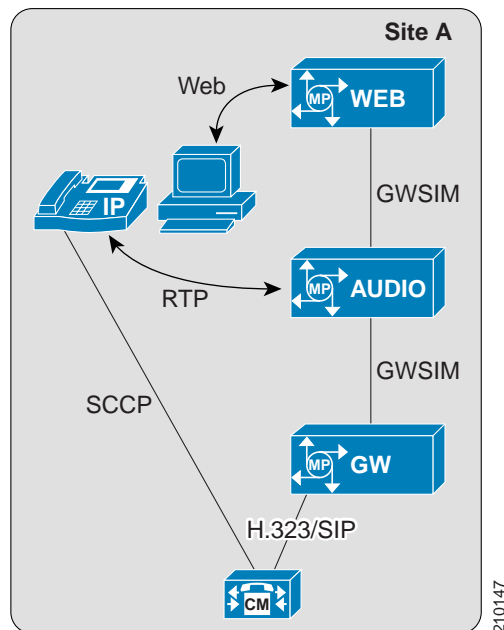 Site A
Web
MP WEB
GWSIM
IP
MP AUDIO
RTP
GWSIM
SCCP
MP GW
H.323/SIP
CM
210147